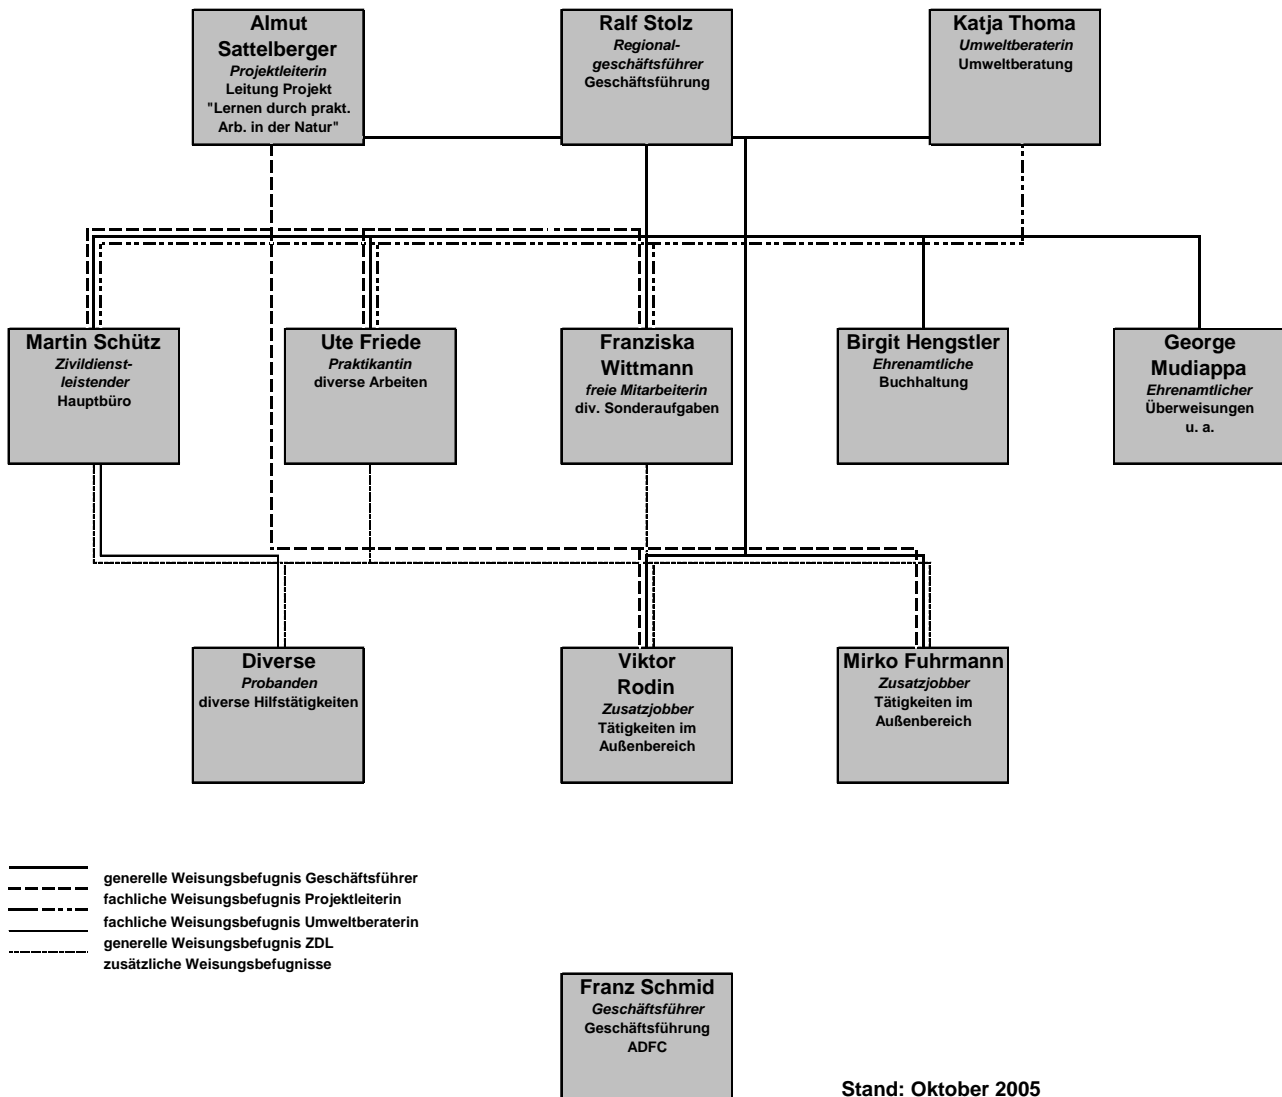 Almut
Sattelberger
Projektleiterin
Leitung Projekt
"Lernen durch prakt.
Arb. in der Natur"
Ralf Stolz
Regional-
geschäftsführer
Geschäftsführung
Katja Thoma
Umweltberaterin
Umweltberatung
Martin Schütz
Zivildienst-
leistender
Hauptbüro
Ute Friede
Praktikantin
diverse Arbeiten
Franziska
Wittmann
freie Mitarbeiterin
div. Sonderaufgaben
Birgit Hengstler
Ehrenamtliche
Buchhaltung
George
Mudiappa
Ehrenamtlicher
Überweisungen
u. a.
Diverse
Probanden
diverse Hilfstätigkeiten
Viktor
Rodin
Zusatzjobber
Tätigkeiten im
Außenbereich
Mirko Fuhrmann
Zusatzjobber
Tätigkeiten im
Außenbereich
generelle Weisungsbefugnis Geschäftsführer
fachliche Weisungsbefugnis Projektleiterin
fachliche Weisungsbefugnis Umweltberaterin
generelle Weisungsbefugnis ZDL
zusätzliche Weisungsbefugnisse
Franz Schmid
Geschäftsführer
Geschäftsführung
ADFC
Stand: Oktober 2005